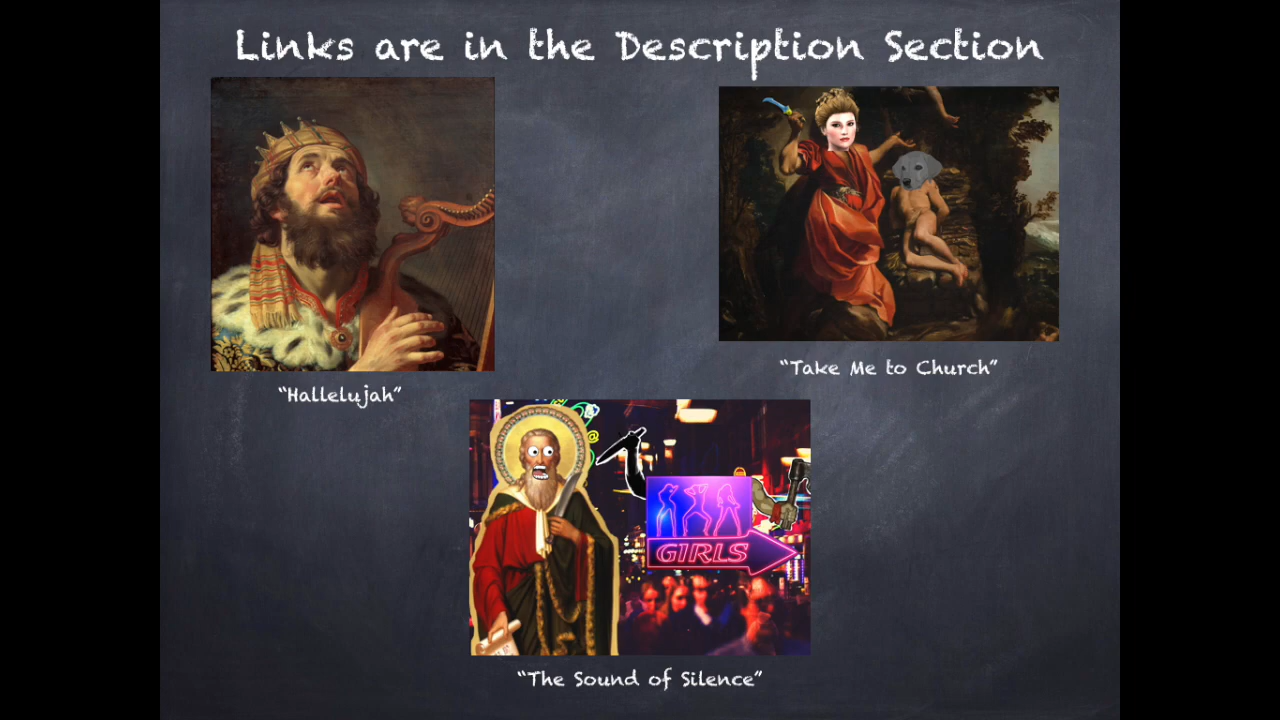 Links are in the Description Section
“Hallelujah”
“Take Me to Church”
@
GIRLS
“The Sound of Silence”